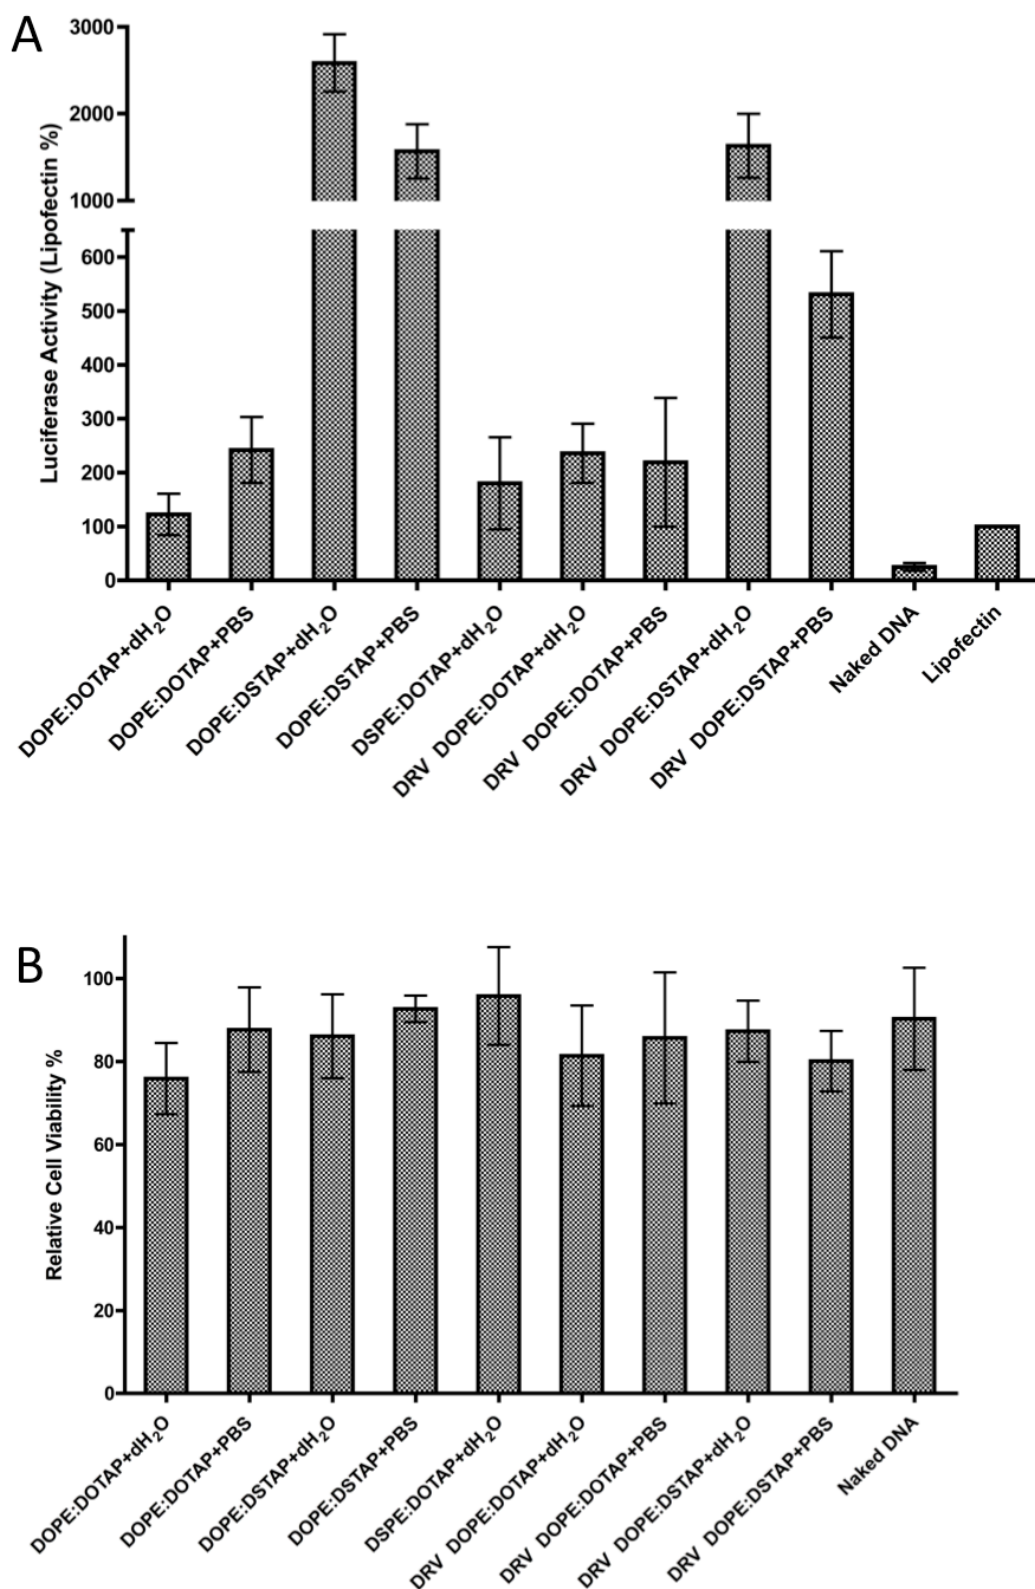 A
Luciferase Activity (Lipofectin %)
3000
2000
1000
600
500
400
300
200
100
0
DOPE:DOTAP+dH₂O
DOPE:DOTAP+PBS
DOPE:DSTAP+dH₂O
DOPE:DSTAP+PBS
DSPE:DOTAP+dH₂O
DRV DOPE:DOTAP+dH₂O
DRV DOPE:DOTAP+PBS
DRV DOPE:DSTAP+dH₂O
DRV DOPE:DSTAP+PBS
Naked DNA
Lipofectin
B
Relative Cell Viability %
100
80
60
40
20
0
DOPE:DOTAP+dH₂O
DOPE:DOTAP+PBS
DOPE:DSTAP+dH₂O
DOPE:DSTAP+PBS
DSPE:DOTAP+dH₂O
DRV DOPE:DOTAP+dH₂O
DRV DOPE:DOTAP+PBS
DRV DOPE:DSTAP+dH₂O
DRV DOPE:DSTAP+PBS
Naked DNA